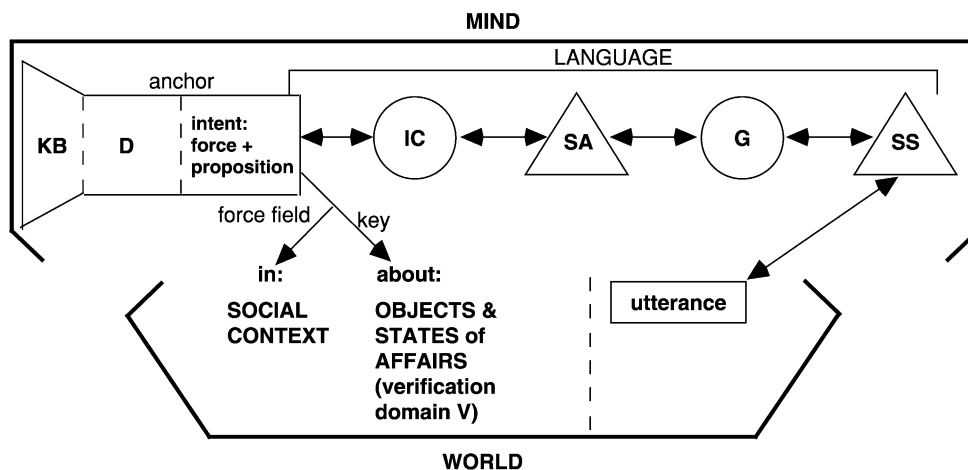 MIND
LANGUAGE
anchor
KB
D
intent:
force +
proposition
IC
SA
G
SS
force field
key
in:
about:
SOCIAL
CONTEXT
OBJECTS &
STATES of
AFFAIRS
(verification
domain V)
utterance
WORLD